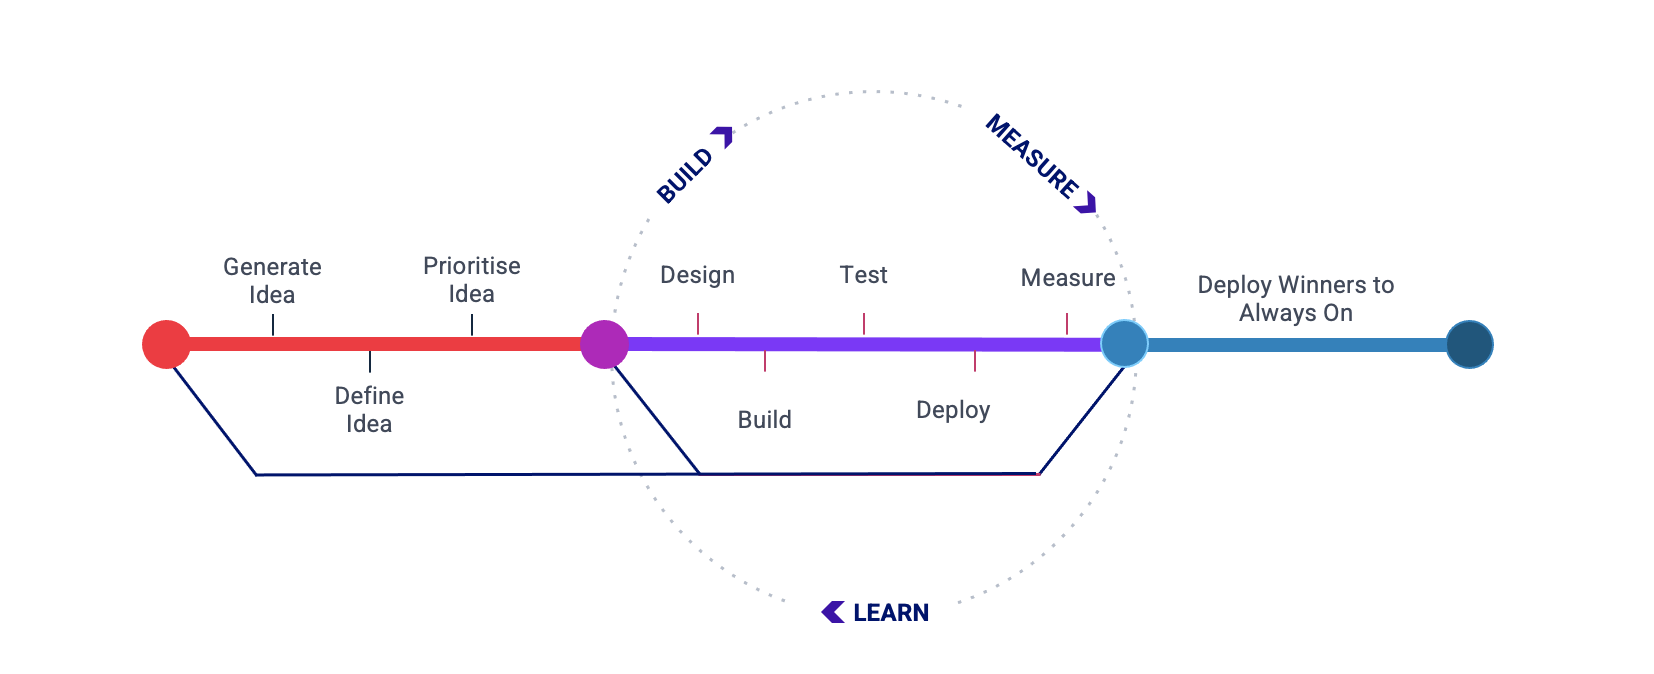 BUILD
MEASURE
Generate
Idea
Prioritise
Idea
Design
Test
Measure
Deploy Winners to
Always On
Define
Idea
Build
Deploy
LEARN